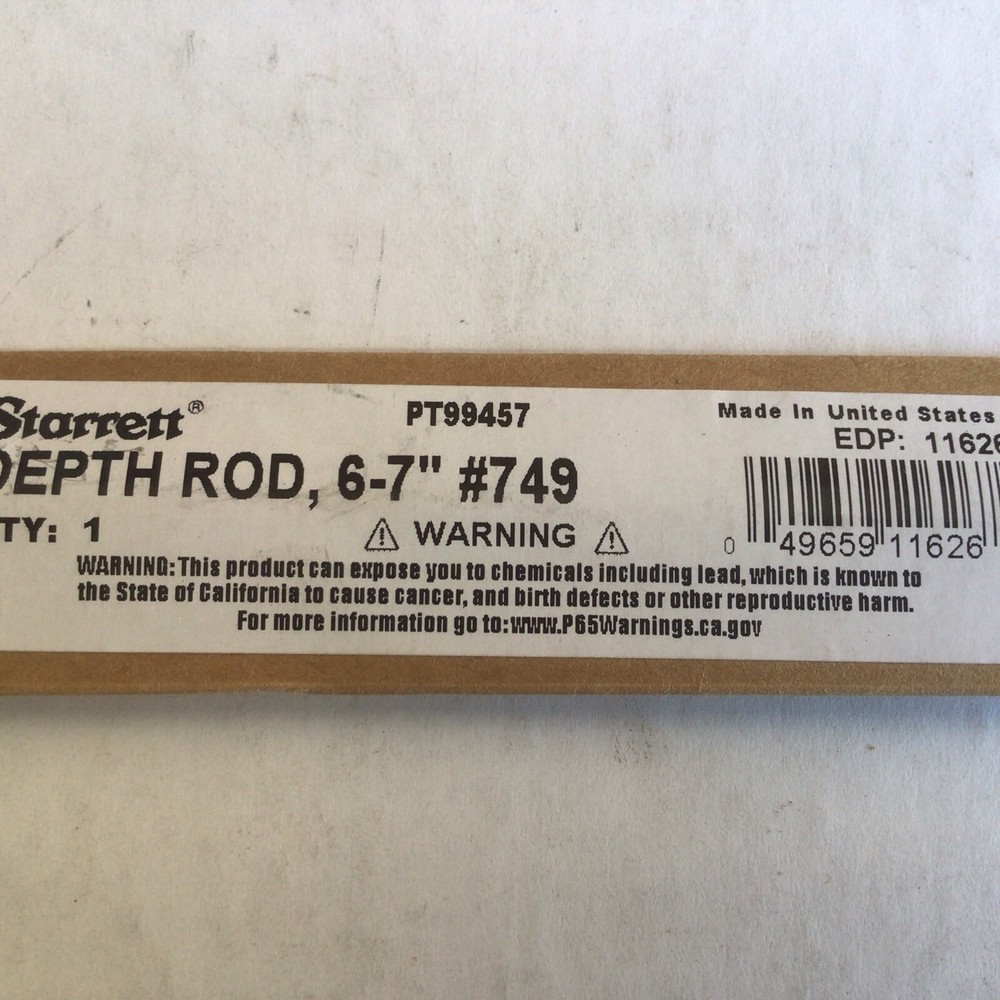 Starrett®
PT99457
Made In United States
DEPTH ROD, 6-7" #749
EDP: 11626
TY: 1
⚠ WARNING ⚠
0 49659 11626
WARNING: This product can expose you to chemicals including lead, which is known to
the State of California to cause cancer, and birth defects or other reproductive harm.
For more information go to: www.P65Warnings.ca.gov